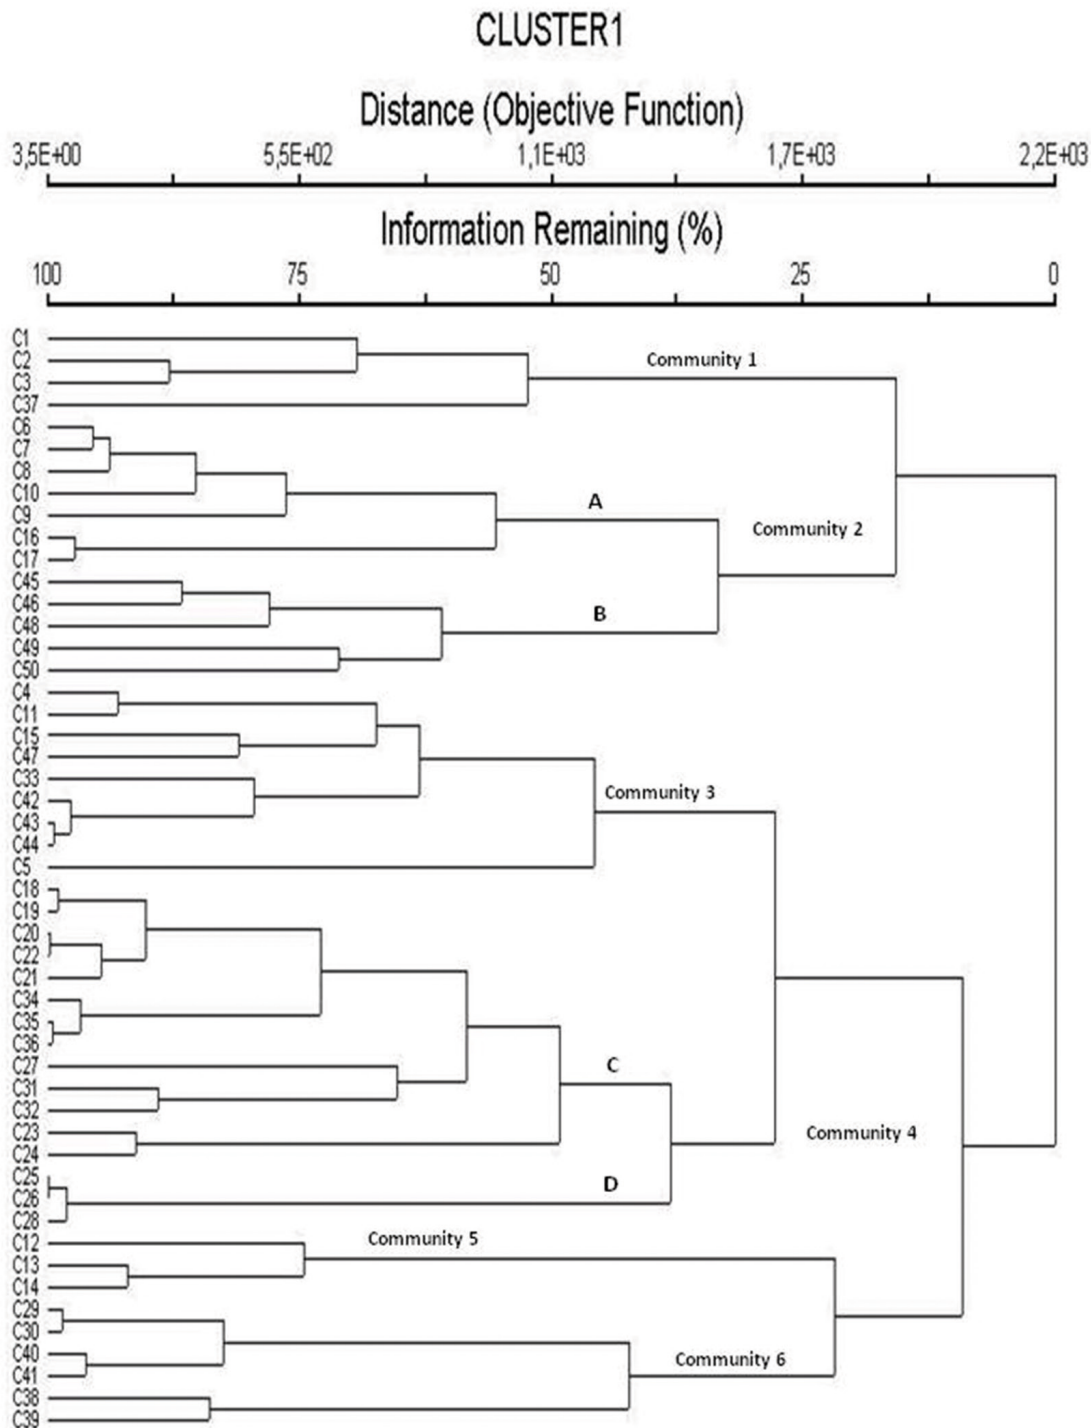 CLUSTER1
Distance (Objective Function)
3,5E+00 5,5E+02 1,1E+03 1,7E+03 2,2E+03
Information Remaining (%)
100 75 50 25 0
C1
C2
Community 1
C3
C37
C6
C7
C8
C10
A
C9
Community 2
C16
C17
C45
C46
B
C48
C49
C50
C4
C11
C15
C47
C33
Community 3
C42
C43
C44
C5
C18
C19
C20
C22
C21
C34
C35
C36
C27
C
C31
C32
C23
Community 4
C24
C25
D
C26
C28
C12
Community 5
C13
C14
C29
C30
C40
Community 6
C41
C38
C39